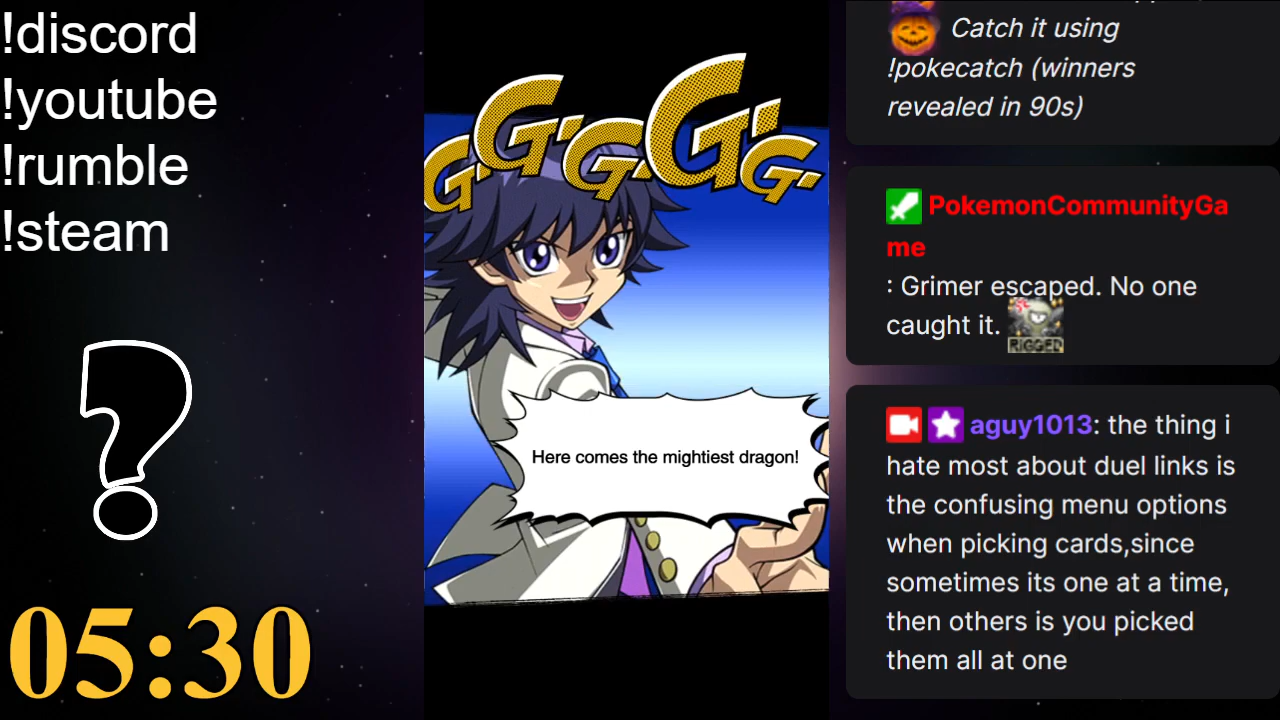 !discord
!youtube
!rumble
!steam
05:30
G G G G G
Here comes the mightiest dragon!
Catch it using
!pokecatch (winners
revealed in 90s)
PokemonCommunityGa
me
: Grimer escaped. No one
caught it.
RIGGED
aguy1013: the thing i
hate most about duel links is
the confusing menu options
when picking cards,since
sometimes its one at a time,
then others is you picked
them all at one